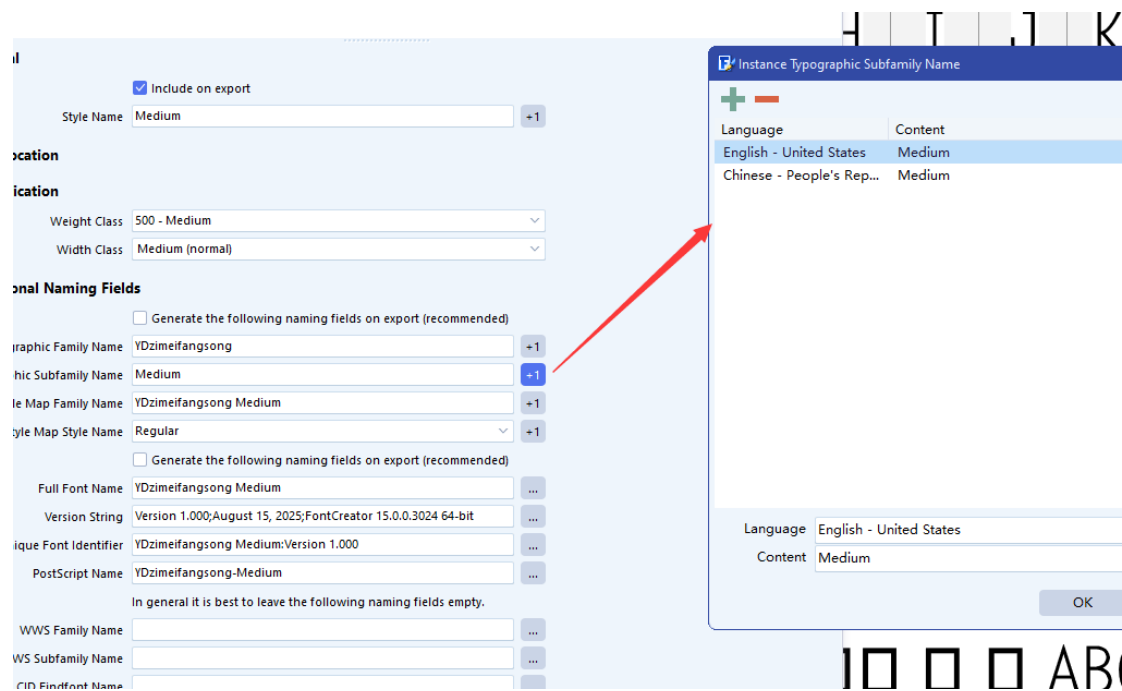 al
Include on export
Style Name Medium +1
ocation
ication
Weight Class 500 - Medium
Width Class Medium (normal)
onal Naming Fields
Generate the following naming fields on export (recommended)
graphic Family Name YDzimeifangsong +1
hic Subfamily Name Medium +1
le Map Family Name YDzimeifangsong Medium +1
tyle Map Style Name Regular +1
Generate the following naming fields on export (recommended)
Full Font Name YDzimeifangsong Medium ...
Version String Version 1.000;August 15, 2025;FontCreator 15.0.0.3024 64-bit ...
ique Font Identifier YDzimeifangsong Medium:Version 1.000 ...
PostScript Name YDzimeifangsong-Medium ...
In general it is best to leave the following naming fields empty.
WWS Family Name ...
WS Subfamily Name ...
CID Findfont Name
I J K
Instance Typographic Subfamily Name
Language Content
English - United States Medium
Chinese - People's Rep... Medium
Language English - United States
Content Medium
OK
AB